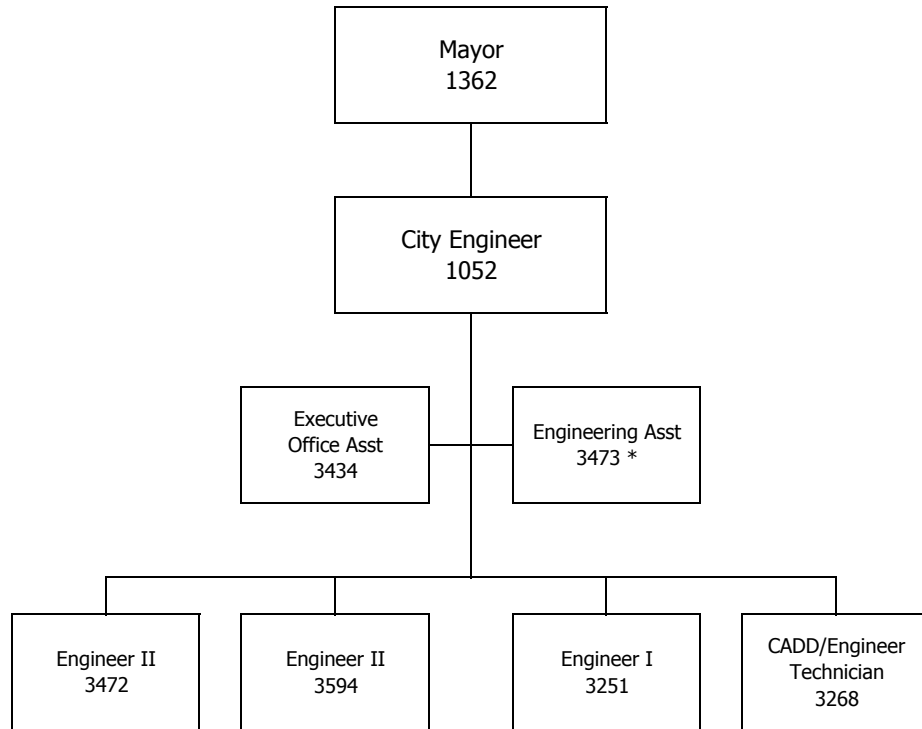 Mayor
1362
City Engineer
1052
Executive
Office Asst
3434
Engineering Asst
3473 *
Engineer II
3472
Engineer II
3594
Engineer I
3251
CADD/Engineer
Technician
3268